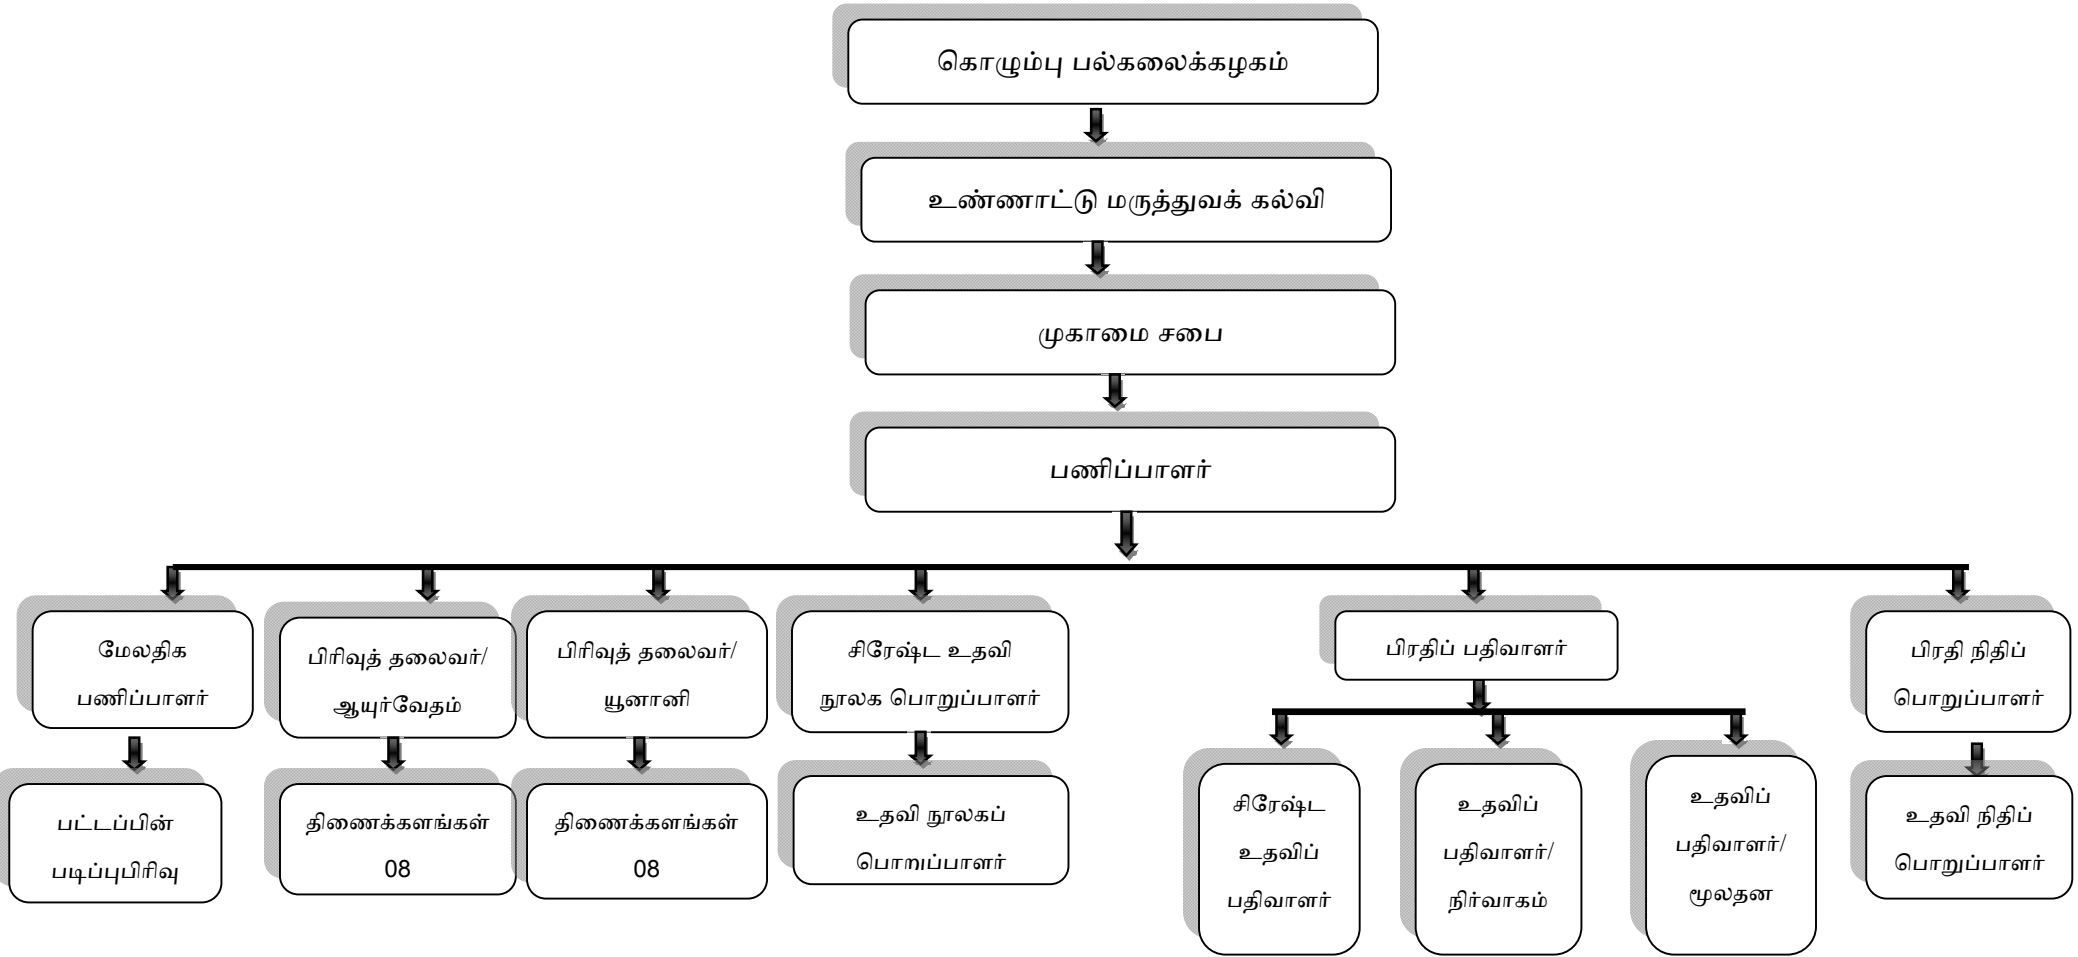 கொழும்பு பல்கலைக்கழகம்
உண்ணாட்டு மருத்துவக் கல்வி
முகாமை சபை
பணிப்பாளர்
மேலதிக
பணிப்பாளர்
பிரிவுத் தலைவர்/
ஆயுர்வேதம்
பிரிவுத் தலைவர்/
யூனானி
சிரேஷ்ட உதவி
நூலக பொறுப்பாளர்
பிரதிப் பதிவாளர்
பிரதி நிதிப்
பொறுப்பாளர்
பட்டப்பின்
படிப்புபிரிவு
திணைக்களங்கள்
08
திணைக்களங்கள்
08
உதவி நூலகப்
பொறுப்பாளர்
சிரேஷ்ட
உதவிப்
பதிவாளர்
உதவிப்
பதிவாளர்/
நிர்வாகம்
உதவிப்
பதிவாளர்/
மூலதன
உதவி நிதிப்
பொறுப்பாளர்